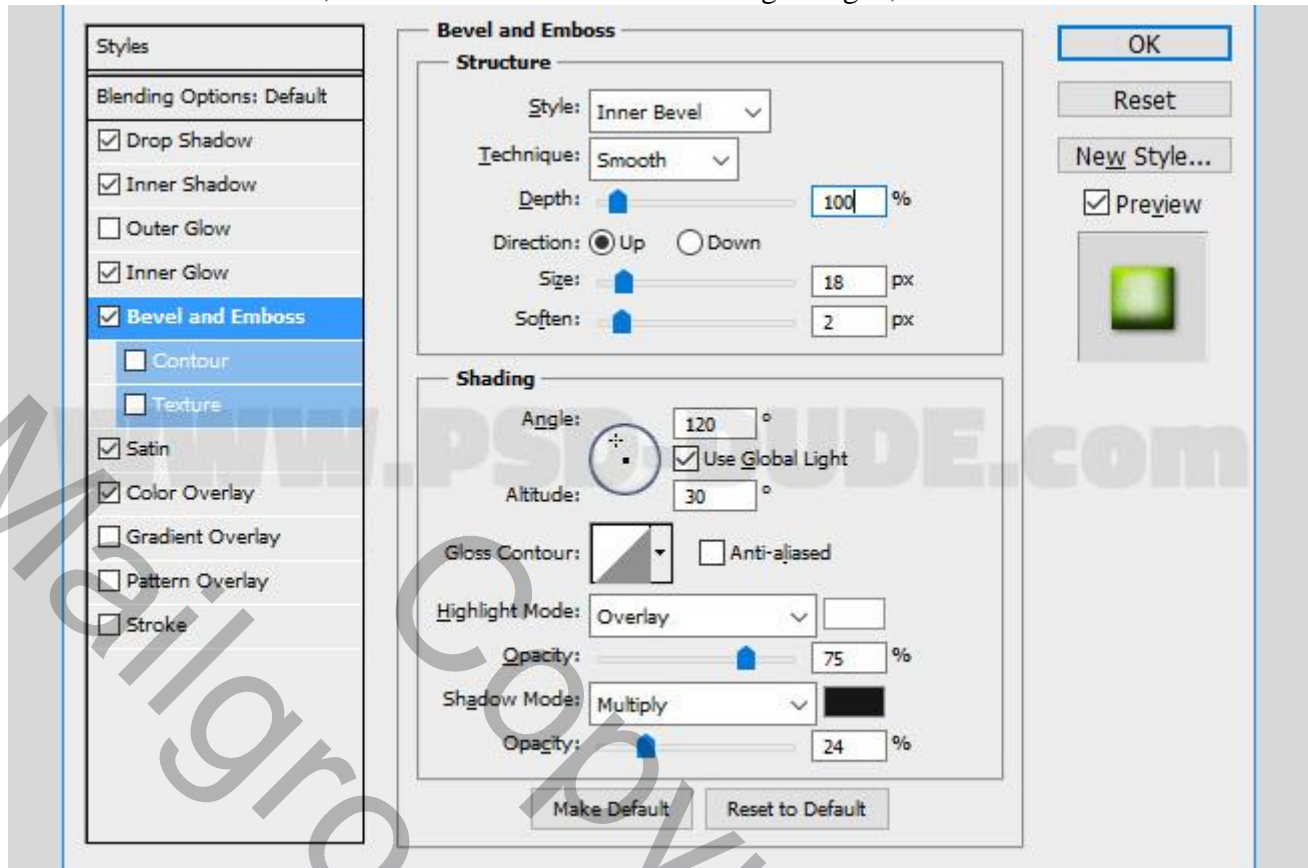 Styles
Blending Options: Default
Drop Shadow
Inner Shadow
Outer Glow
Inner Glow
Bevel and Emboss
Contour
Texture
Satin
Color Overlay
Gradient Overlay
Pattern Overlay
Stroke
Bevel and Emboss
Structure
Style: Inner Bevel
Technique: Smooth
Depth: 100 %
Direction: Up Down
Size: 18 px
Soften: 2 px
Shading
Angle: 120 °
Use Global Light
Altitude: 30 °
Gloss Contour: Anti-aliased
Highlight Mode: Overlay
Opacity: 75 %
Shadow Mode: Multiply
Opacity: 24 %
Make Default Reset to Default
OK
Reset
New Style...
Preview
WWW.PSD-DUDE.com